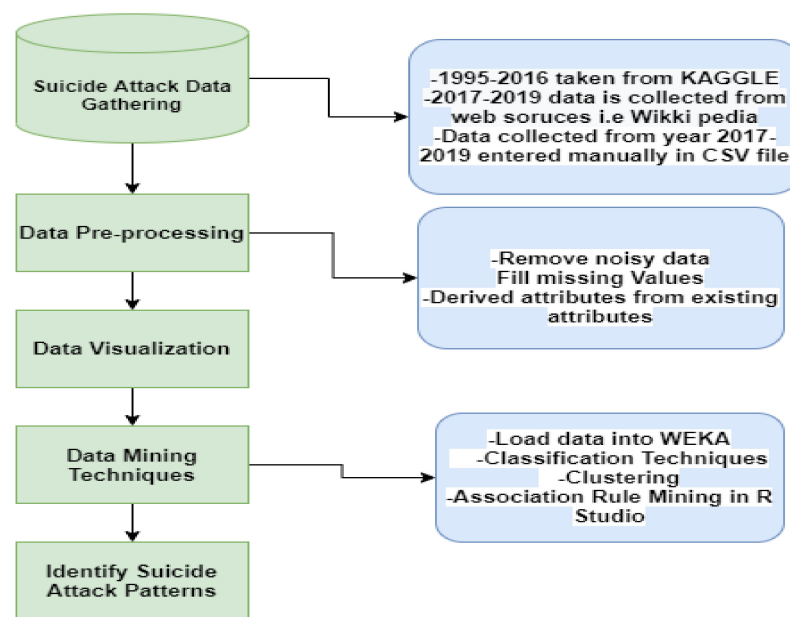 Suicide Attack Data
Gathering
-1995-2016 taken from KAGGLE
-2017-2019 data is collected from
web soruces i.e Wikki pedia
-Data collected from year 2017-
2019 entered manually in CSV file
Data Pre-processing
-Remove noisy data
Fill missing Values
-Derived attributes from existing
attributes
Data Visualization
Data Mining
Techniques
-Load data into WEKA
-Classification Techniques
-Clustering
-Association Rule Mining in R
Studio
Identify Suicide
Attack Patterns